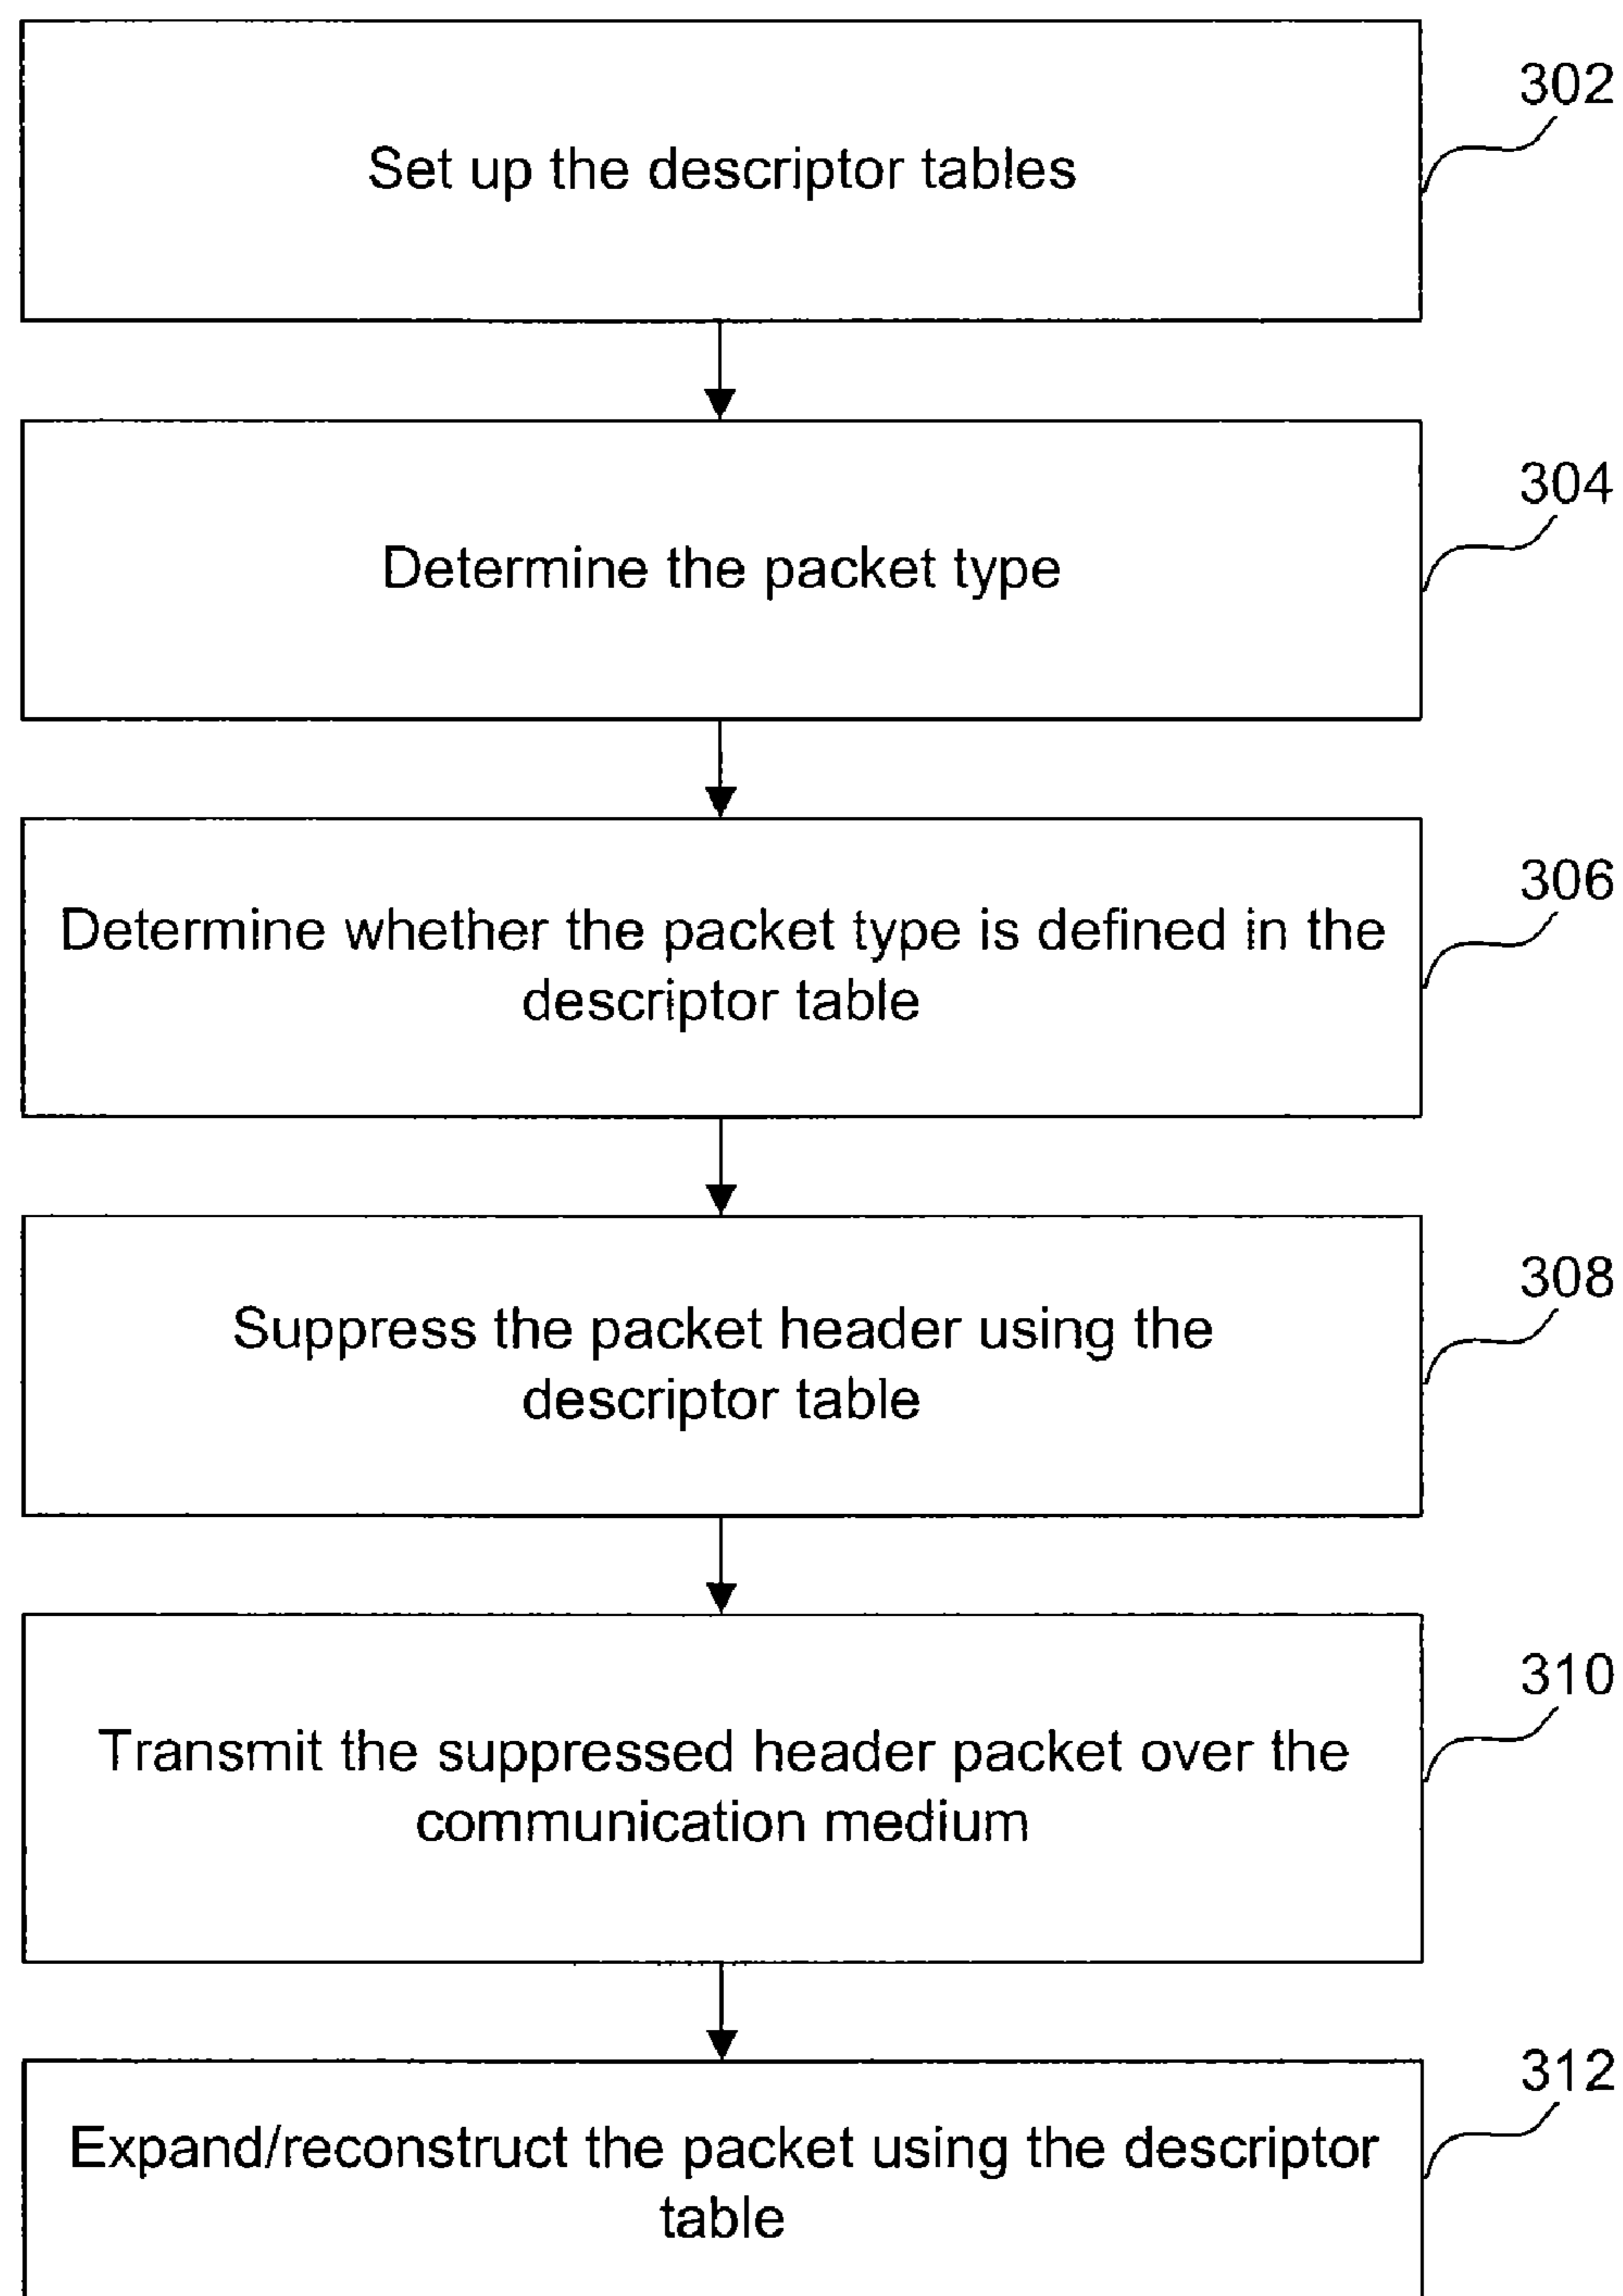 302
Set up the descriptor tables
304
Determine the packet type
306
Determine whether the packet type is defined in the
descriptor table
308
Suppress the packet header using the
descriptor table
310
Transmit the suppressed header packet over the
communication medium
312
Expand/reconstruct the packet using the descriptor
table